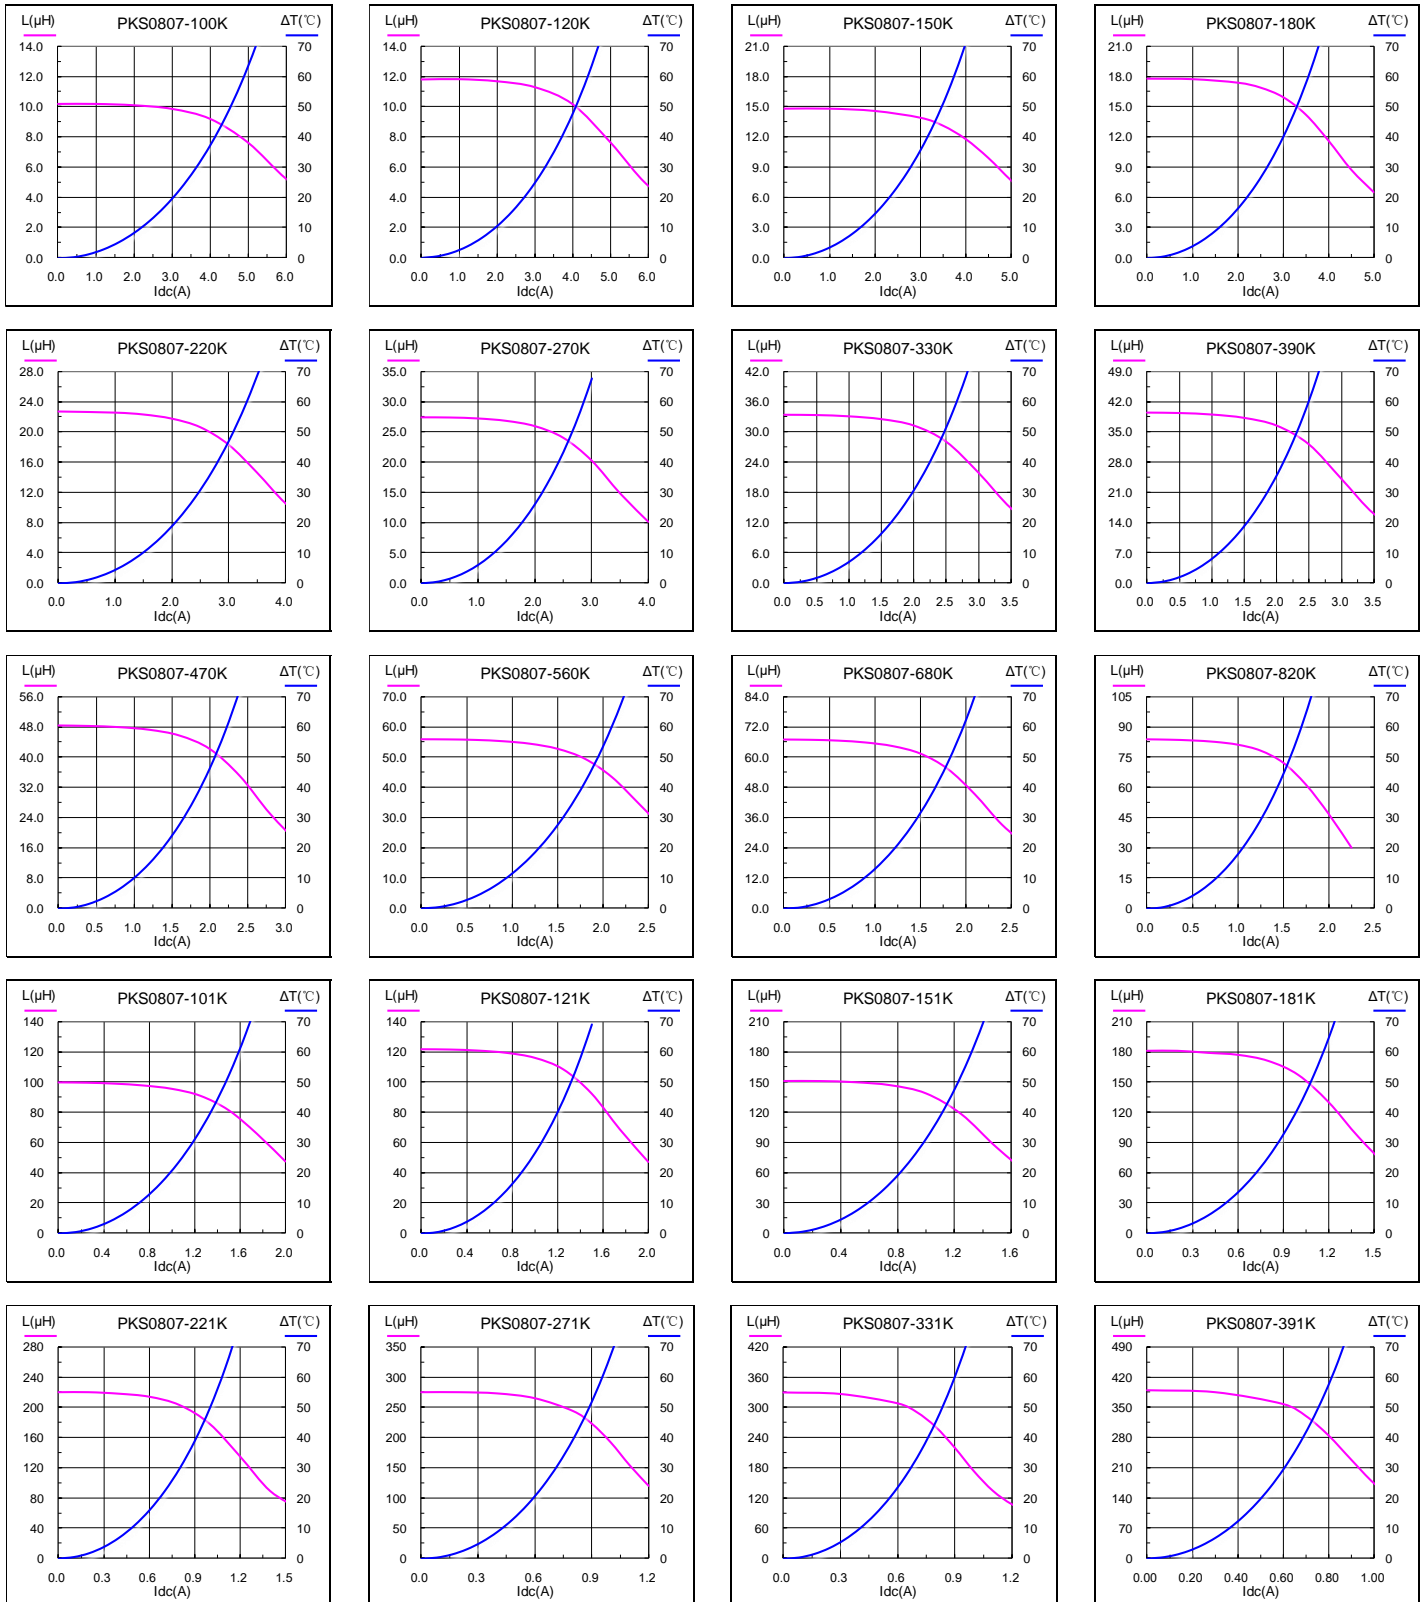 L(μH) PKS0807-100K ΔT(℃)
14.0 70
12.0 60
10.0 50
8.0 40
6.0 30
4.0 20
2.0 10
0.0 0
0.0 1.0 2.0 3.0 4.0 5.0 6.0
Idc(A)
L(μH) PKS0807-120K ΔT(℃)
14.0 70
12.0 60
10.0 50
8.0 40
6.0 30
4.0 20
2.0 10
0.0 0
0.0 1.0 2.0 3.0 4.0 5.0 6.0
Idc(A)
L(μH) PKS0807-150K ΔT(℃)
21.0 70
18.0 60
15.0 50
12.0 40
9.0 30
6.0 20
3.0 10
0.0 0
0.0 1.0 2.0 3.0 4.0 5.0
Idc(A)
L(μH) PKS0807-180K ΔT(℃)
21.0 70
18.0 60
15.0 50
12.0 40
9.0 30
6.0 20
3.0 10
0.0 0
0.0 1.0 2.0 3.0 4.0 5.0
Idc(A)
L(μH) PKS0807-220K ΔT(℃)
28.0 70
24.0 60
20.0 50
16.0 40
12.0 30
8.0 20
4.0 10
0.0 0
0.0 1.0 2.0 3.0 4.0
Idc(A)
L(μH) PKS0807-270K ΔT(℃)
35.0 70
30.0 60
25.0 50
20.0 40
15.0 30
10.0 20
5.0 10
0.0 0
0.0 1.0 2.0 3.0 4.0
Idc(A)
L(μH) PKS0807-330K ΔT(℃)
42.0 70
36.0 60
30.0 50
24.0 40
18.0 30
12.0 20
6.0 10
0.0 0
0.0 0.5 1.0 1.5 2.0 2.5 3.0 3.5
Idc(A)
L(μH) PKS0807-390K ΔT(℃)
49.0 70
42.0 60
35.0 50
28.0 40
21.0 30
14.0 20
7.0 10
0.0 0
0.0 0.5 1.0 1.5 2.0 2.5 3.0 3.5
Idc(A)
L(μH) PKS0807-470K ΔT(℃)
56.0 70
48.0 60
40.0 50
32.0 40
24.0 30
16.0 20
8.0 10
0.0 0
0.0 0.5 1.0 1.5 2.0 2.5 3.0
Idc(A)
L(μH) PKS0807-560K ΔT(℃)
70.0 70
60.0 60
50.0 50
40.0 40
30.0 30
20.0 20
10.0 10
0.0 0
0.0 0.5 1.0 1.5 2.0 2.5
Idc(A)
L(μH) PKS0807-680K ΔT(℃)
84.0 70
72.0 60
60.0 50
48.0 40
36.0 30
24.0 20
12.0 10
0.0 0
0.0 0.5 1.0 1.5 2.0 2.5
Idc(A)
L(μH) PKS0807-820K ΔT(℃)
105 70
90 60
75 50
60 40
45 30
30 20
15 10
0 0
0.0 0.5 1.0 1.5 2.0 2.5
Idc(A)
L(μH) PKS0807-101K ΔT(℃)
140 70
120 60
100 50
80 40
60 30
40 20
20 10
0 0
0.0 0.4 0.8 1.2 1.6 2.0
Idc(A)
L(μH) PKS0807-121K ΔT(℃)
140 70
120 60
100 50
80 40
60 30
40 20
20 10
0 0
0.0 0.4 0.8 1.2 1.6 2.0
Idc(A)
L(μH) PKS0807-151K ΔT(℃)
210 70
180 60
150 50
120 40
90 30
60 20
30 10
0 0
0.0 0.4 0.8 1.2 1.6
Idc(A)
L(μH) PKS0807-181K ΔT(℃)
210 70
180 60
150 50
120 40
90 30
60 20
30 10
0 0
0.00 0.3 0.6 0.9 1.2 1.5
Idc(A)
L(μH) PKS0807-221K ΔT(℃)
280 70
240 60
200 50
160 40
120 30
80 20
40 10
0 0
0.0 0.3 0.6 0.9 1.2 1.5
Idc(A)
L(μH) PKS0807-271K ΔT(℃)
350 70
300 60
250 50
200 40
150 30
100 20
50 10
0 0
0.0 0.3 0.6 0.9 1.2
Idc(A)
L(μH) PKS0807-331K ΔT(℃)
420 70
360 60
300 50
240 40
180 30
120 20
60 10
0 0
0.0 0.3 0.6 0.9 1.2
Idc(A)
L(μH) PKS0807-391K ΔT(℃)
490 70
420 60
350 50
280 40
210 30
140 20
70 10
0 0
0.00 0.20 0.40 0.60 0.80 1.00
Idc(A)